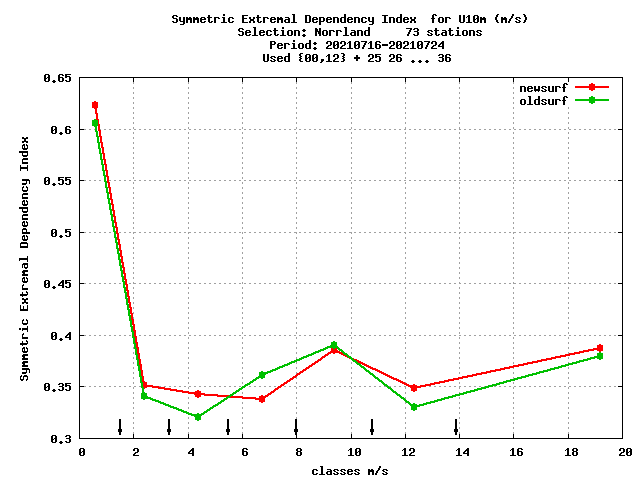 Symmetric Extremal Dependency Index  for U10m (m/s)
Selection: Norrland     73 stations
Period: 20210716-20210724
Used {00,12} + 25 26 ... 36
newsurf
oldsurf
Symmetric Extremal Dependency Index
0.65
0.6
0.55
0.5
0.45
0.4
0.35
0.3
0 2 4 6 8 10 12 14 16 18 20
classes m/s